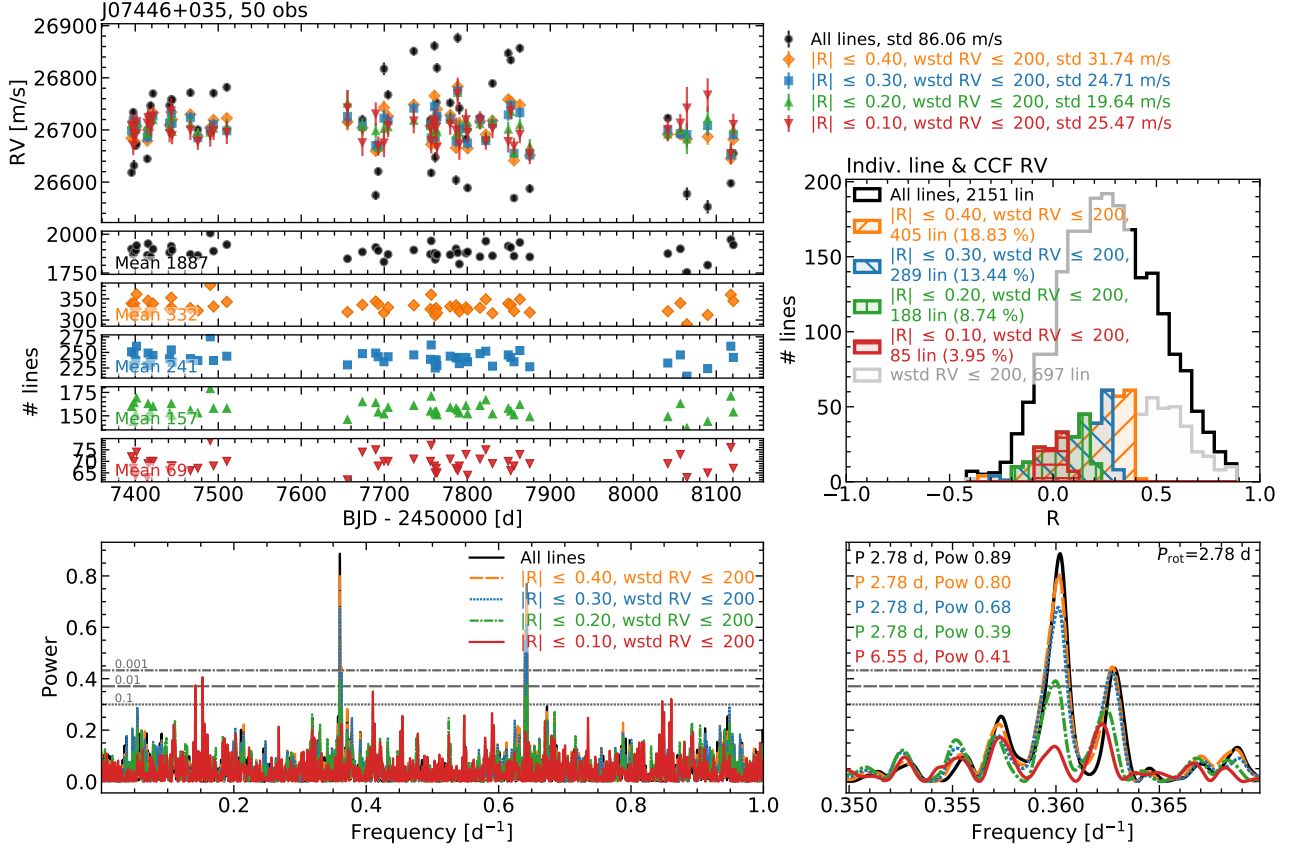 J07446+035, 50 obs
26900
26800
26700
26600
RV [m/s]
All lines, std 86.06 m/s
|R| ≤ 0.40, wstd RV ≤ 200, std 31.74 m/s
|R| ≤ 0.30, wstd RV ≤ 200, std 24.71 m/s
|R| ≤ 0.20, wstd RV ≤ 200, std 19.64 m/s
|R| ≤ 0.10, wstd RV ≤ 200, std 25.47 m/s
2000
1750
Mean 1887
350
300
Mean 332
275
250
225
Mean 241
175
150
Mean 157
75
Mean 69
# lines
7400 7500 7600 7700 7800 7900 8000 8100
BJD - 2450000 [d]
Indiv. line & CCF RV
200
150
100
50
0
# lines
All lines, 2151 lin
|R| ≤ 0.40, wstd RV ≤ 200,
405 lin (18.83 %)
|R| ≤ 0.30, wstd RV ≤ 200,
289 lin (13.44 %)
|R| ≤ 0.20, wstd RV ≤ 200,
188 lin (8.74 %)
|R| ≤ 0.10, wstd RV ≤ 200,
85 lin (3.95 %)
wstd RV ≤ 200, 697 lin
−1.0 −0.5 0.0 0.5 1.0
R
0.8
0.6
0.4
0.2
0.0
Power
All lines
|R| ≤ 0.40, wstd RV ≤ 200
|R| ≤ 0.30, wstd RV ≤ 200
|R| ≤ 0.20, wstd RV ≤ 200
|R| ≤ 0.10, wstd RV ≤ 200
0.001
0.01
0.1
0.2 0.4 0.6 0.8 1.0
Frequency [d⁻¹]
P 2.78 d, Pow 0.89
P 2.78 d, Pow 0.80
P 2.78 d, Pow 0.68
P 2.78 d, Pow 0.39
P 6.55 d, Pow 0.41
P_rot=2.78 d
0.350 0.355 0.360 0.365
Frequency [d⁻¹]